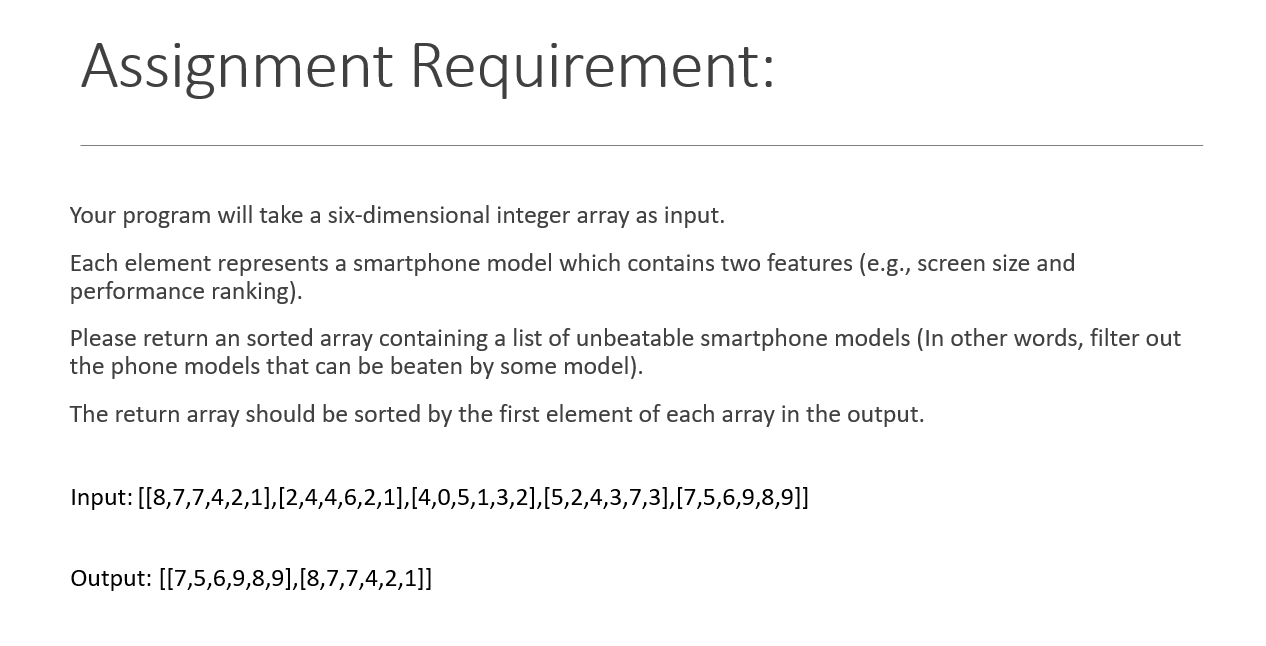 Assignment Requirement:
Your program will take a six-dimensional integer array as input.
Each element represents a smartphone model which contains two features (e.g., screen size and
performance ranking).
Please return an sorted array containing a list of unbeatable smartphone models (In other words, filter out
the phone models that can be beaten by some model).
The return array should be sorted by the first element of each array in the output.
Input: [[8,7,7,4,2,1],[2,4,4,6,2,1],[4,0,5,1,3,2],[5,2,4,3,7,3],[7,5,6,9,8,9]]
Output: [[7,5,6,9,8,9],[8,7,7,4,2,1]]